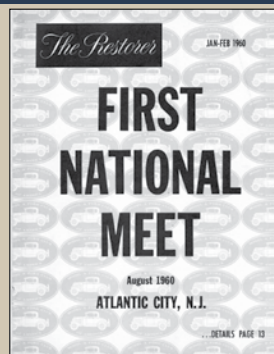 The Restorer
JAN-FEB 1960
FIRST
NATIONAL
MEET
August 1960
ATLANTIC CITY, N.J.
...DETAILS PAGE 13